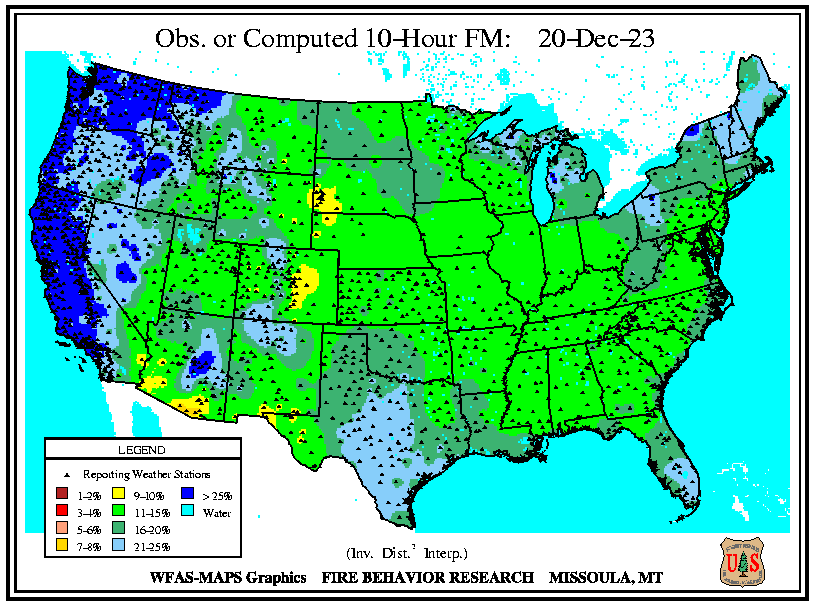 Obs. or Computed 10-Hour FM: 20-Dec-23
LEGEND
Reporting Weather Stations
1-2% 9-10% > 25%
3-4% 11-15% Water
5-6% 16-20%
7-8% 21-25%
(Inv. Dist.² Interp.)
WFAS-MAPS Graphics FIRE BEHAVIOR RESEARCH MISSOULA, MT
U S